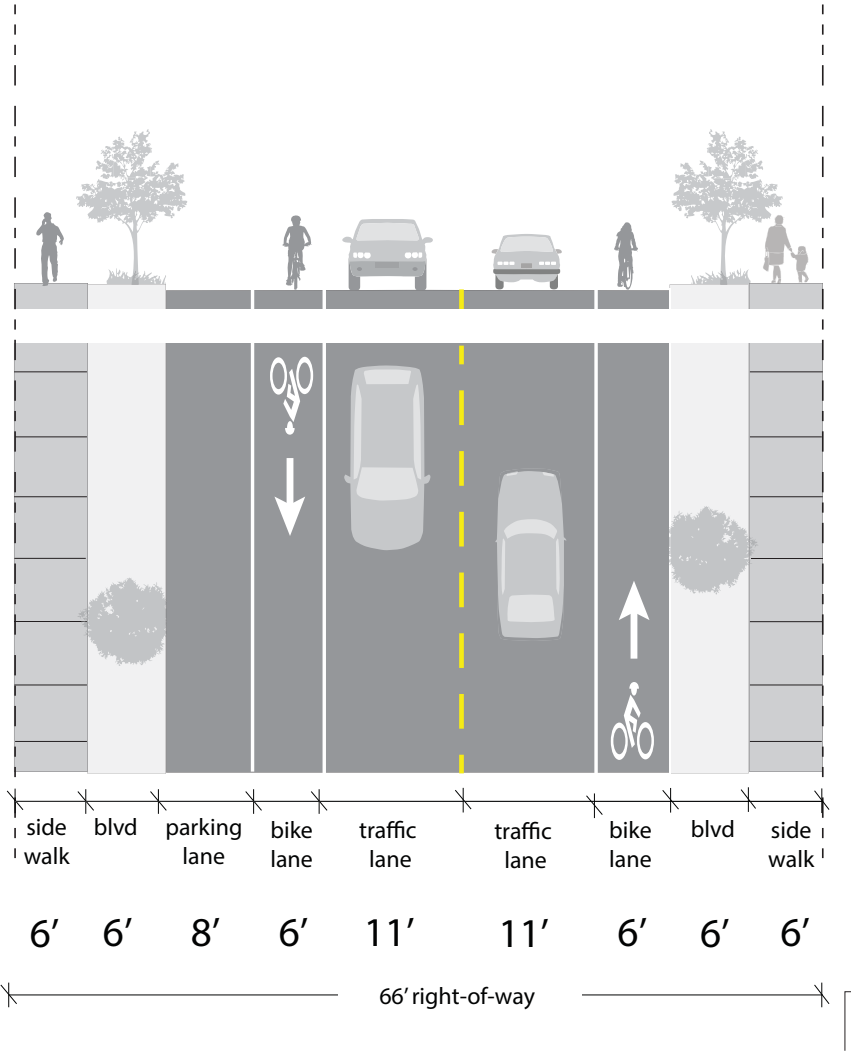 side walk
blvd
parking lane
bike lane
traffic lane
traffic lane
bike lane
blvd
side walk
6’ 6’ 8’ 6’ 11’ 11’ 6’ 6’ 6’
66’ right-of-way